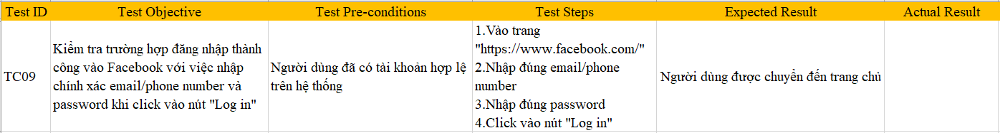 Test ID
Test Objective
Test Pre-conditions
Test Steps
Expected Result
Actual Result
TC09
Kiểm tra trường hợp đăng nhập thành
công vào Facebook với việc nhập
chính xác email/phone number và
password khi click vào nút "Log in"
Người dùng đã có tài khoản hợp lệ
trên hệ thống
1.Vào trang
"https://www.facebook.com/"
2.Nhập đúng email/phone
number
3.Nhập đúng password
4.Click vào nút "Log in"
Người dùng được chuyển đến trang chủ